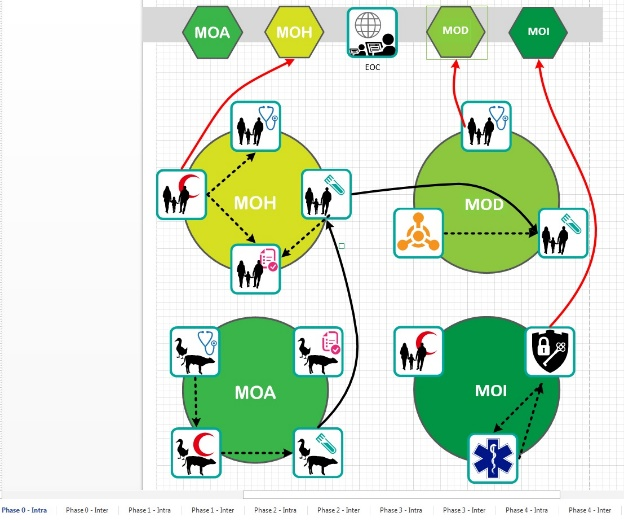 MOA
MOH
MOD
MOI
EOC
MOH
MOD
MOA
MOI
Phase 0 - Intra
Phase 0 - Inter
Phase 1 - Intra
Phase 1 - Inter
Phase 2 - Intra
Phase 2 - Inter
Phase 3 - Intra
Phase 3 - Inter
Phase 4 - Intra
Phase 4 - Inter